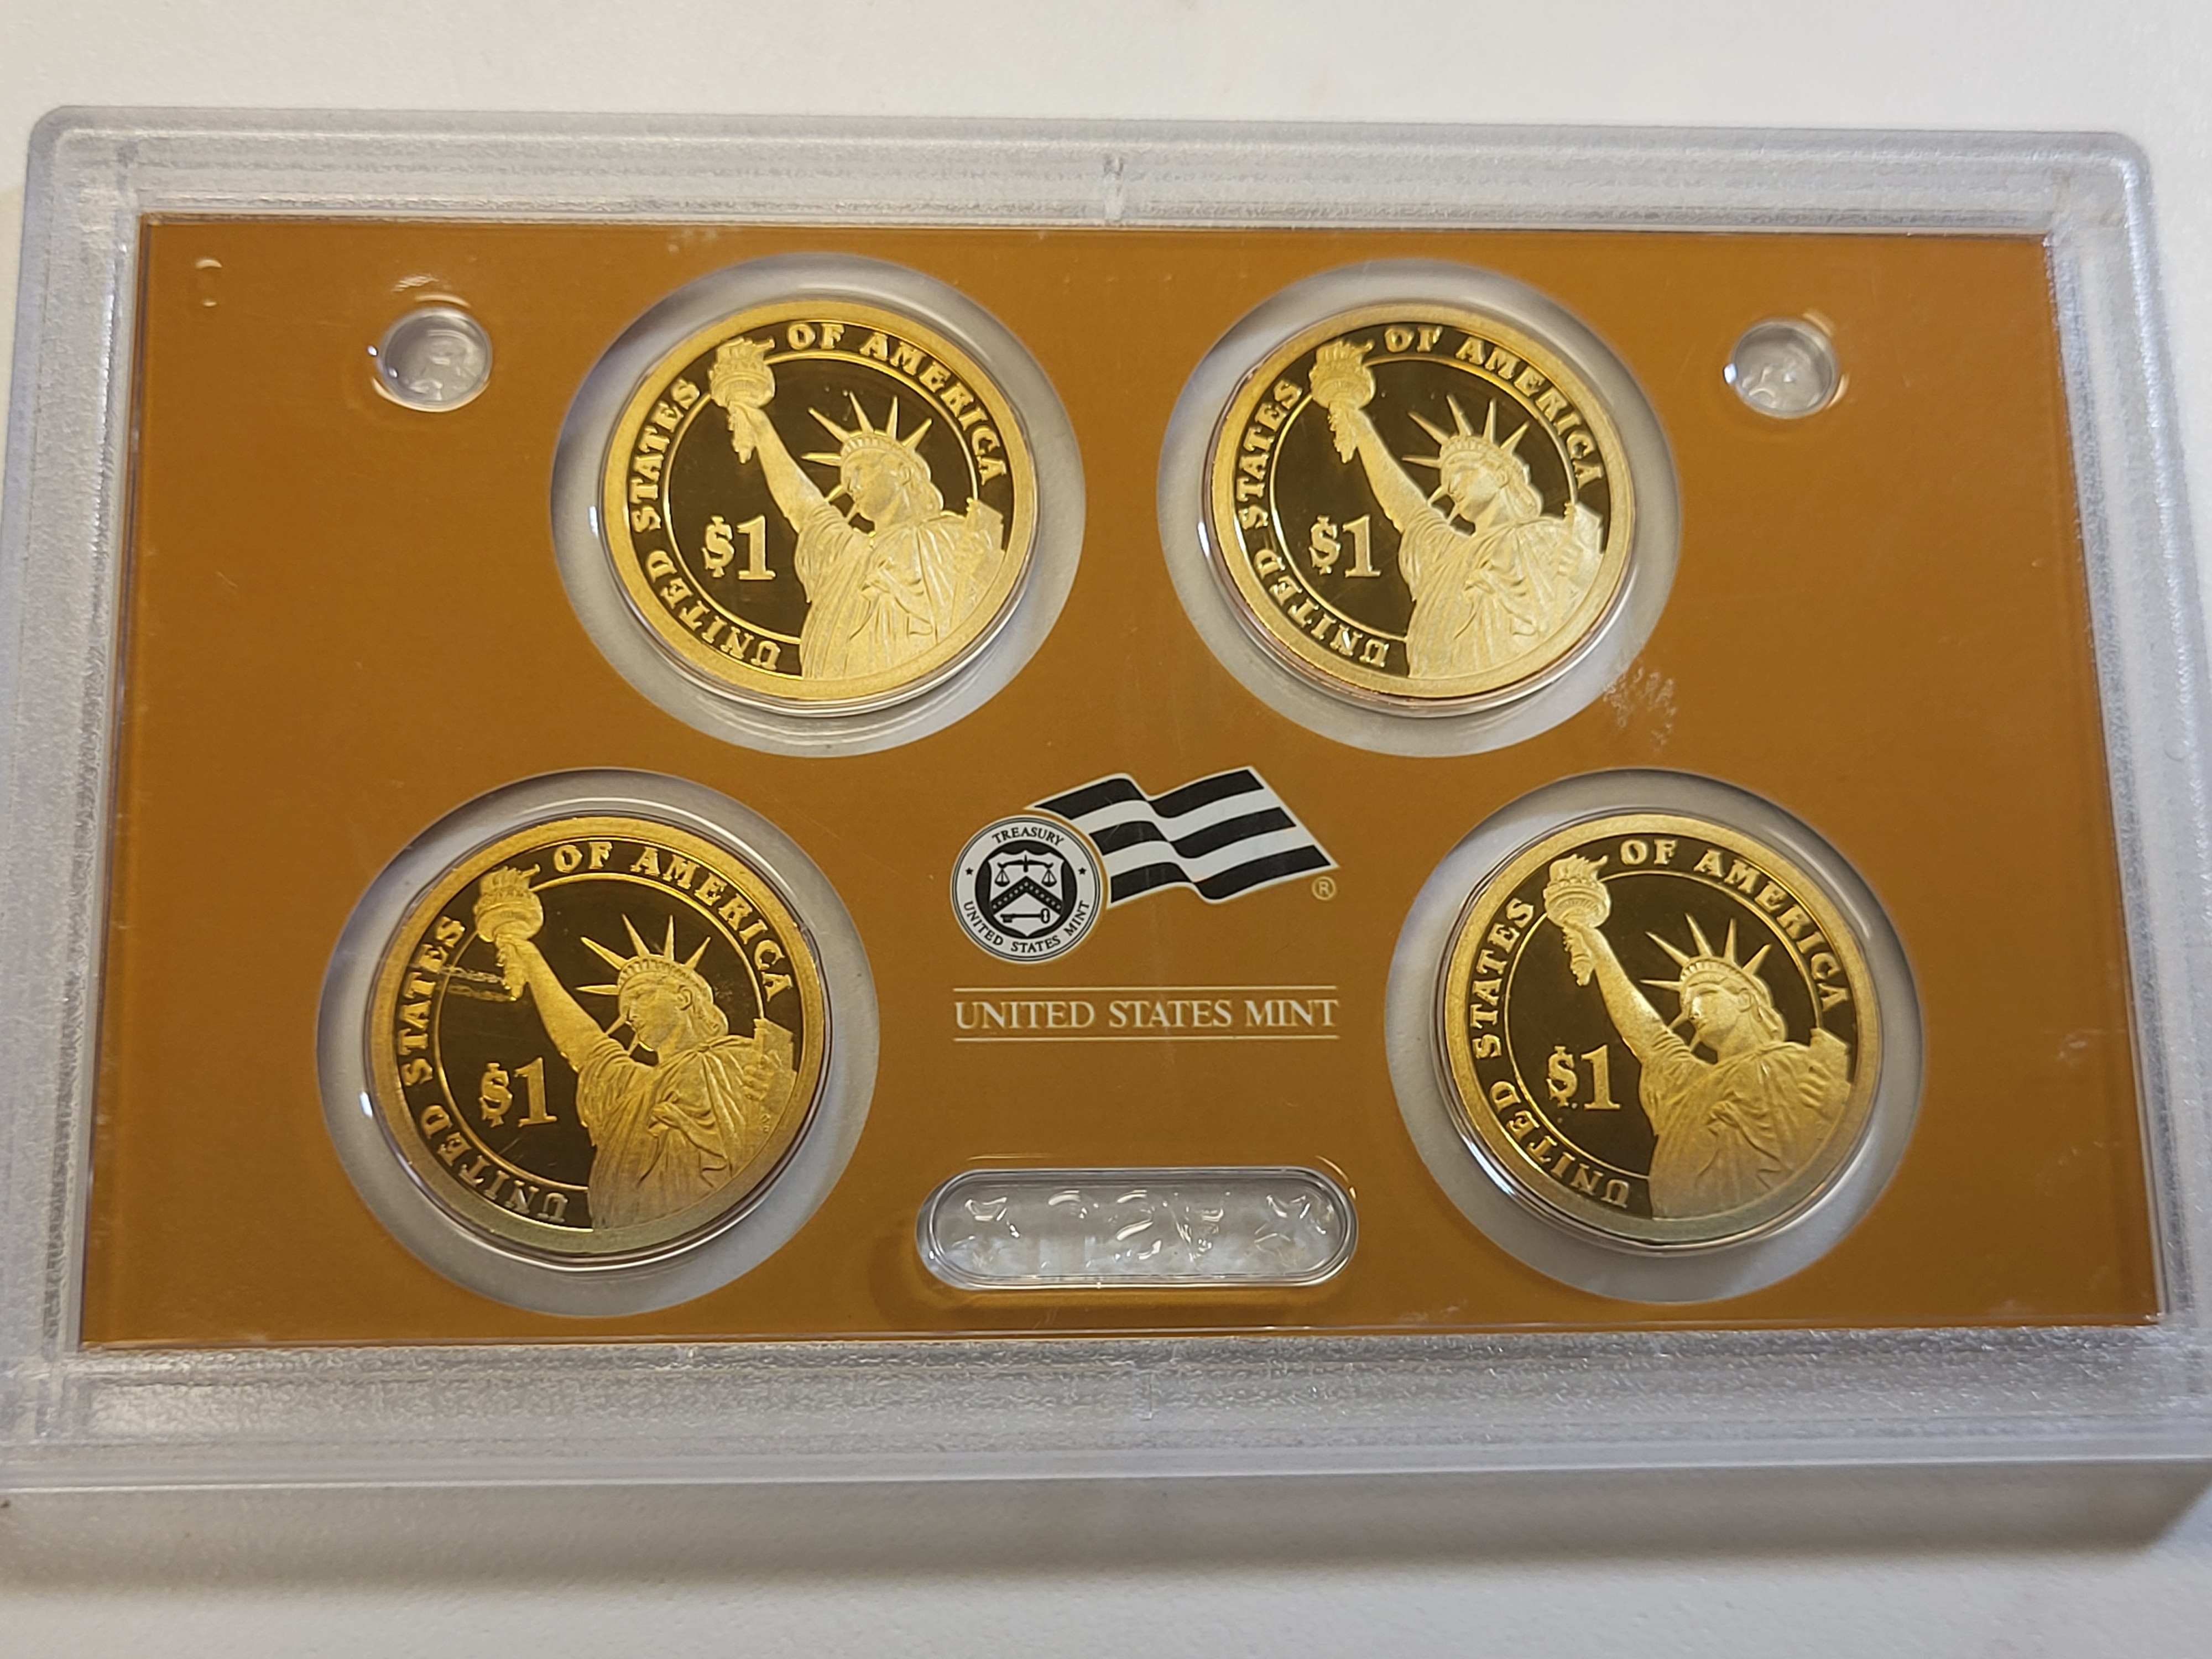 UNITED STATES OF AMERICA
$1
UNITED STATES OF AMERICA
$1
UNITED STATES OF AMERICA
$1
TREASURY
UNITED STATES MINT
®
UNITED STATES MINT
UNITED STATES OF AMERICA
$1